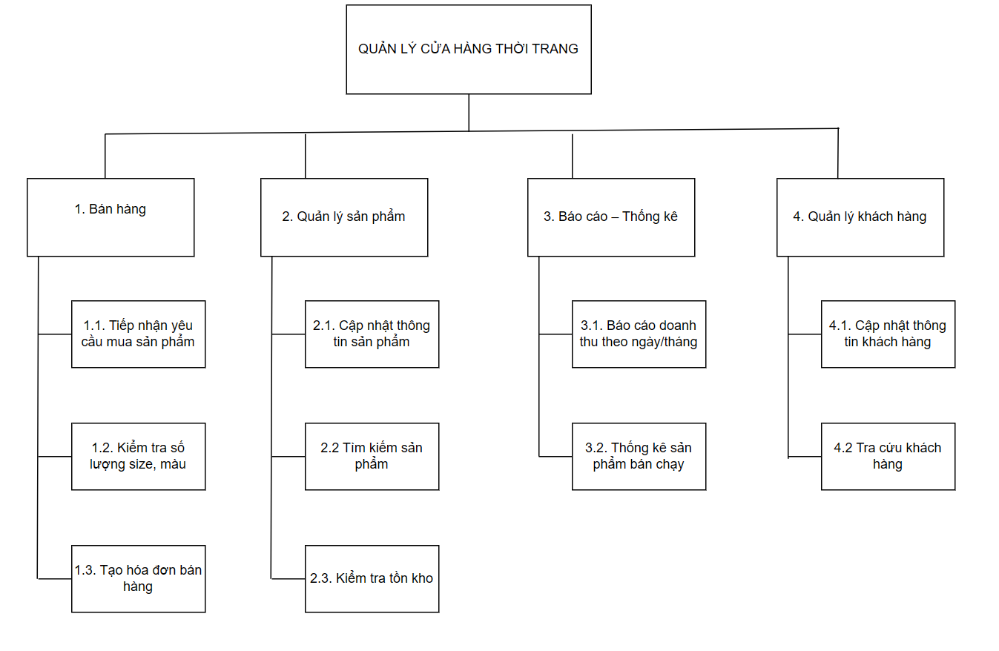 QUẢN LÝ CỬA HÀNG THỜI TRANG
1. Bán hàng
2. Quản lý sản phẩm
3. Báo cáo – Thống kê
4. Quản lý khách hàng
1.1. Tiếp nhận yêu
cầu mua sản phẩm
2.1. Cập nhật thông
tin sản phẩm
3.1. Báo cáo doanh
thu theo ngày/tháng
4.1. Cập nhật thông
tin khách hàng
1.2. Kiểm tra số
lượng size, màu
2.2 Tìm kiếm sản
phẩm
3.2. Thống kê sản
phẩm bán chạy
4.2 Tra cứu khách
hàng
1.3. Tạo hóa đơn bán
hàng
2.3. Kiểm tra tồn kho